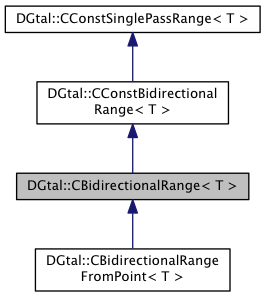 DGtal::CConstSinglePassRange< T >
DGtal::CConstBidirectional
Range< T >
DGtal::CBidirectionalRange< T >
DGtal::CBidirectionalRange
FromPoint< T >